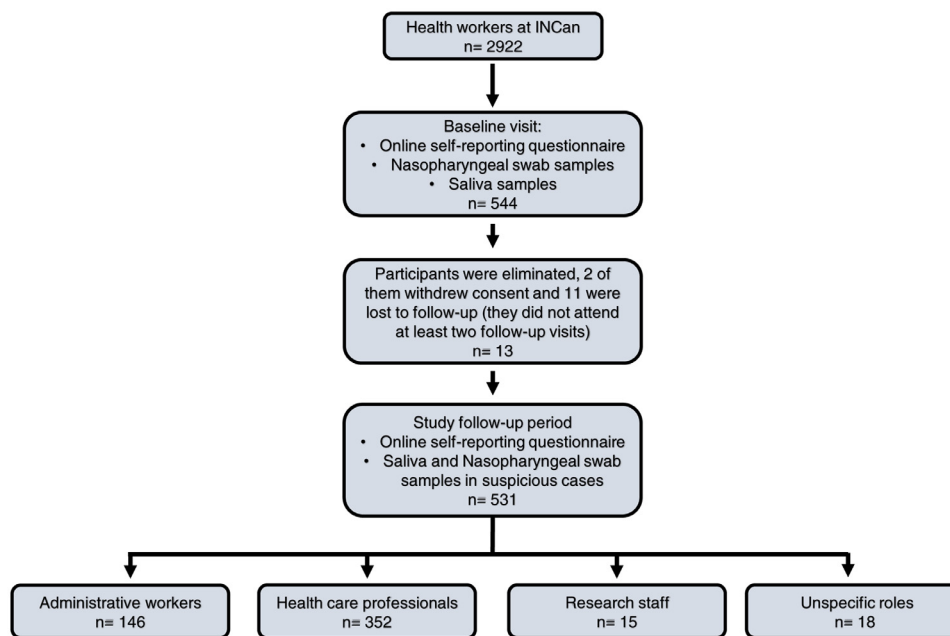 Health workers at INCan
n= 2922
Baseline visit:
• Online self-reporting questionnaire
• Nasopharyngeal swab samples
• Saliva samples
n= 544
Participants were eliminated, 2 of
them withdrew consent and 11 were
lost to follow-up (they did not attend
at least two follow-up visits)
n= 13
Study follow-up period
• Online self-reporting questionnaire
• Saliva and Nasopharyngeal swab
samples in suspicious cases
n= 531
Administrative workers
n= 146
Health care professionals
n= 352
Research staff
n= 15
Unspecific roles
n= 18